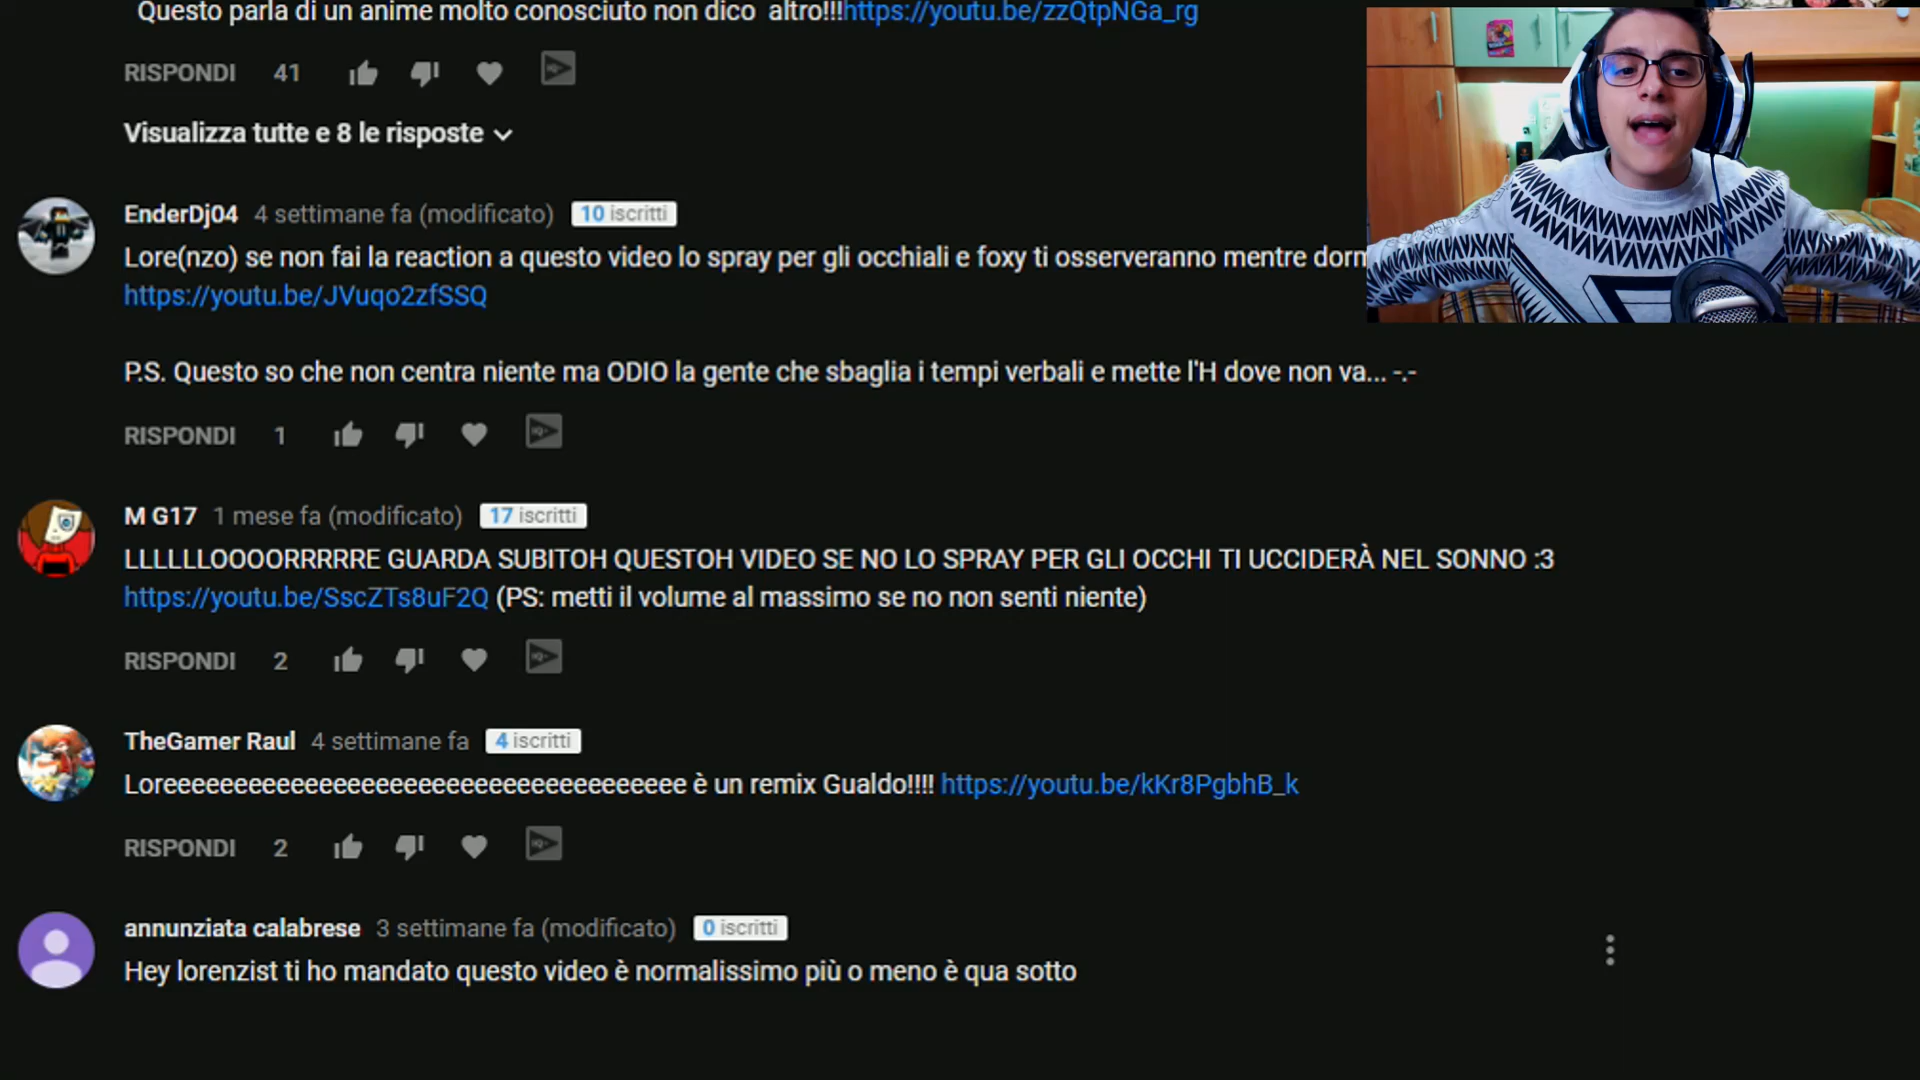 Questo parla di un anime molto conosciuto non dico altro!!!https://youtu.be/zzQtpNGa_rg
RISPONDI 41
Visualizza tutte e 8 le risposte
EnderDj04 4 settimane fa (modificato) 10 iscritti
Lore(nzo) se non fai la reaction a questo video lo spray per gli occhiali e foxy ti osserveranno mentre dorm
https://youtu.be/JVuqo2zfSSQ
P.S. Questo so che non centra niente ma ODIO la gente che sbaglia i tempi verbali e mette l'H dove non va... -.-
RISPONDI 1
M G17 1 mese fa (modificato) 17 iscritti
LLLLLLOOOORRRRRE GUARDA SUBITOH QUESTOH VIDEO SE NO LO SPRAY PER GLI OCCHI TI UCCIDERÀ NEL SONNO :3
https://youtu.be/SscZTs8uF2Q (PS: metti il volume al massimo se no non senti niente)
RISPONDI 2
TheGamer Raul 4 settimane fa 4 iscritti
Loreeeeeeeeeeeeeeeeeeeeeeeeeeeeeeeeeeeee è un remix Gualdo!!!! https://youtu.be/kKr8PgbhB_k
RISPONDI 2
annunziata calabrese 3 settimane fa (modificato) 0 iscritti
Hey lorenzist ti ho mandato questo video è normalissimo più o meno è qua sotto